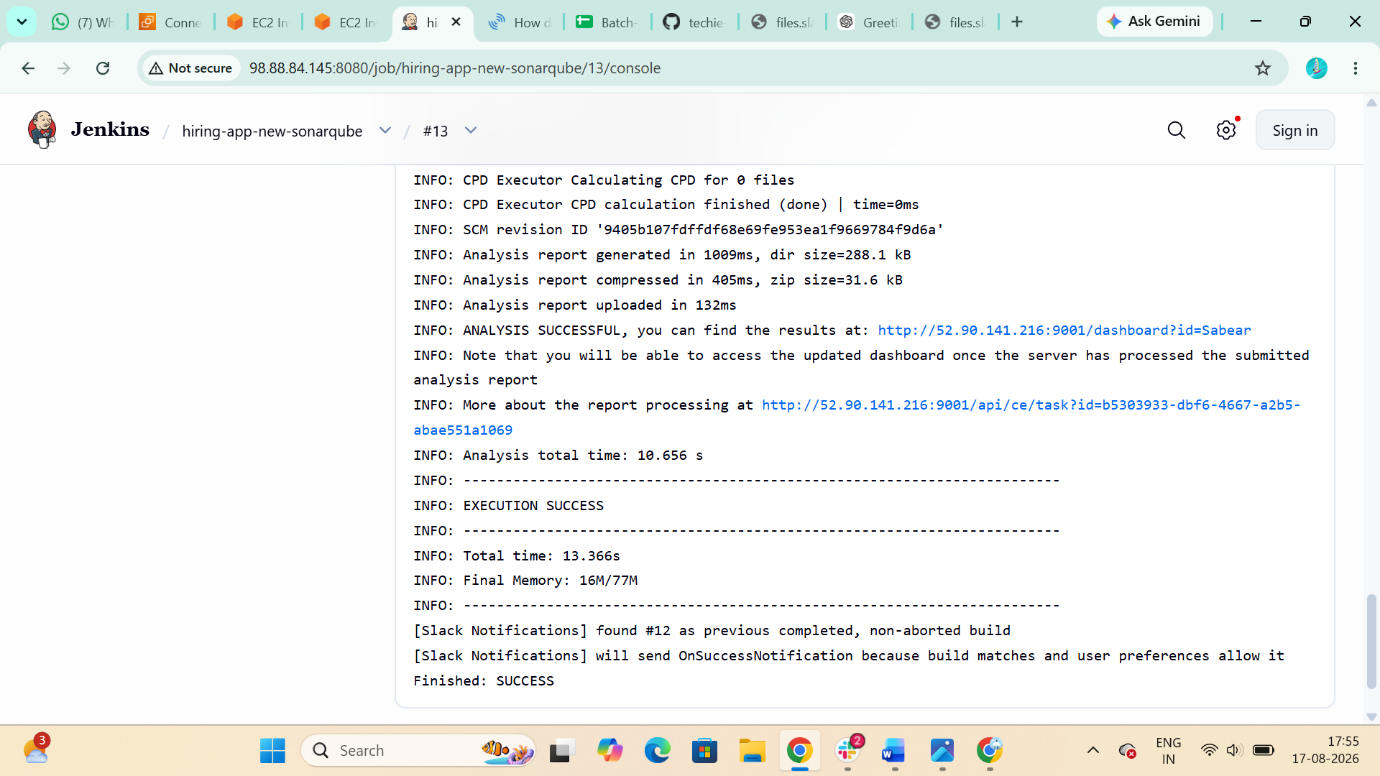 (7) Wh
Conne
EC2 In
EC2 In
hi
How d
Batch-
techie-
files.sl
Greeti
files.sl
Ask Gemini
Not secure
98.88.84.145:8080/job/hiring-app-new-sonarqube/13/console
Jenkins / hiring-app-new-sonarqube / #13
Sign in
INFO: CPD Executor Calculating CPD for 0 files
INFO: CPD Executor CPD calculation finished (done) | time=0ms
INFO: SCM revision ID '9405b107fdffdf68e69fe953ea1f9669784f9d6a'
INFO: Analysis report generated in 1009ms, dir size=288.1 kB
INFO: Analysis report compressed in 405ms, zip size=31.6 kB
INFO: Analysis report uploaded in 132ms
INFO: ANALYSIS SUCCESSFUL, you can find the results at: http://52.90.141.216:9001/dashboard?id=Sabear
INFO: Note that you will be able to access the updated dashboard once the server has processed the submitted
analysis report
INFO: More about the report processing at http://52.90.141.216:9001/api/ce/task?id=b5303933-dbf6-4667-a2b5-
abae551a1069
INFO: Analysis total time: 10.656 s
INFO: ------------------------------------------------------------------------
INFO: EXECUTION SUCCESS
INFO: ------------------------------------------------------------------------
INFO: Total time: 13.366s
INFO: Final Memory: 16M/77M
INFO: ------------------------------------------------------------------------
[Slack Notifications] found #12 as previous completed, non-aborted build
[Slack Notifications] will send OnSuccessNotification because build matches and user preferences allow it
Finished: SUCCESS
3
Search
2
ENG
IN
17:55
17-08-2026